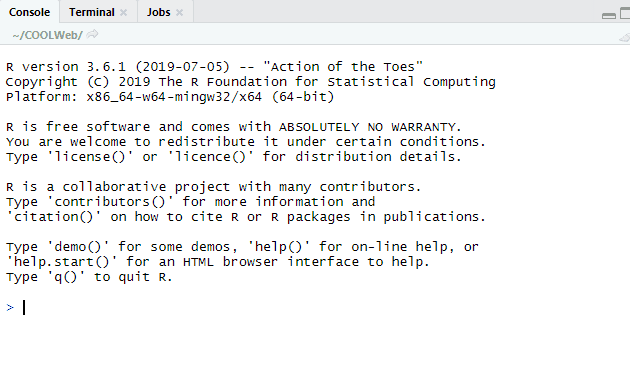 Console Terminal Jobs
~/COOLWeb/
R version 3.6.1 (2019-07-05) -- "Action of the Toes"
Copyright (C) 2019 The R Foundation for Statistical Computing
Platform: x86_64-w64-mingw32/x64 (64-bit)
R is free software and comes with ABSOLUTELY NO WARRANTY.
You are welcome to redistribute it under certain conditions.
Type 'license()' or 'licence()' for distribution details.
R is a collaborative project with many contributors.
Type 'contributors()' for more information and
'citation()' on how to cite R or R packages in publications.
Type 'demo()' for some demos, 'help()' for on-line help, or
'help.start()' for an HTML browser interface to help.
Type 'q()' to quit R.
>